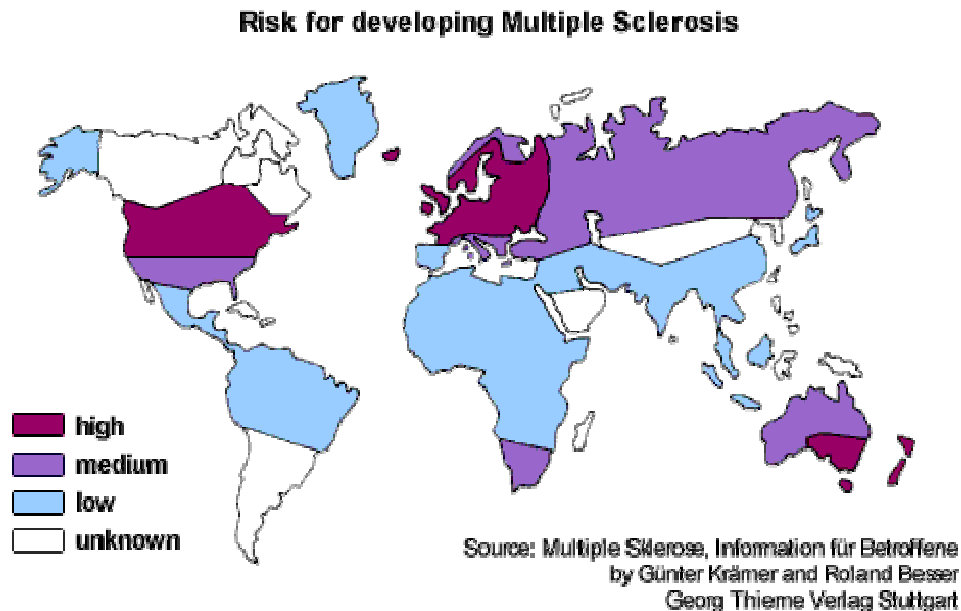 Risk for developing Multiple Sclerosis
high
medium
low
unknown
Source: Multiple Sklerose, Information für Betroffene
by Günter Krämer and Roland Besser
Georg Thieme Verlag Stuttgart